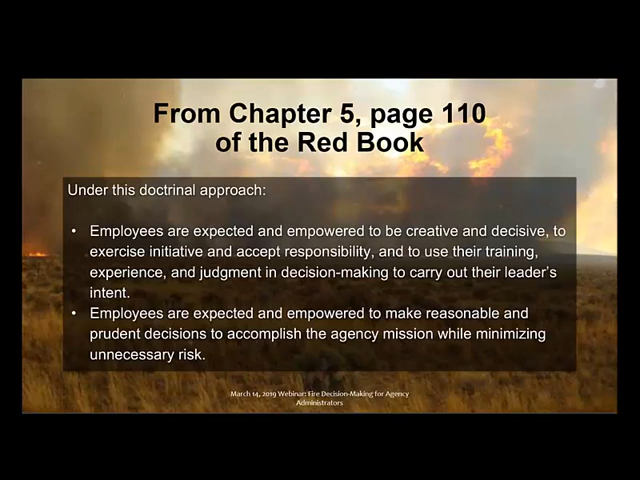 From Chapter 5, page 110
of the Red Book
Under this doctrinal approach:
• Employees are expected and empowered to be creative and decisive, to
exercise initiative and accept responsibility, and to use their training,
experience, and judgment in decision-making to carry out their leader's
intent.
• Employees are expected and empowered to make reasonable and
prudent decisions to accomplish the agency mission while minimizing
unnecessary risk.
March 14, 2019 Webinar: Fire Decision-Making for Agency
Administrators